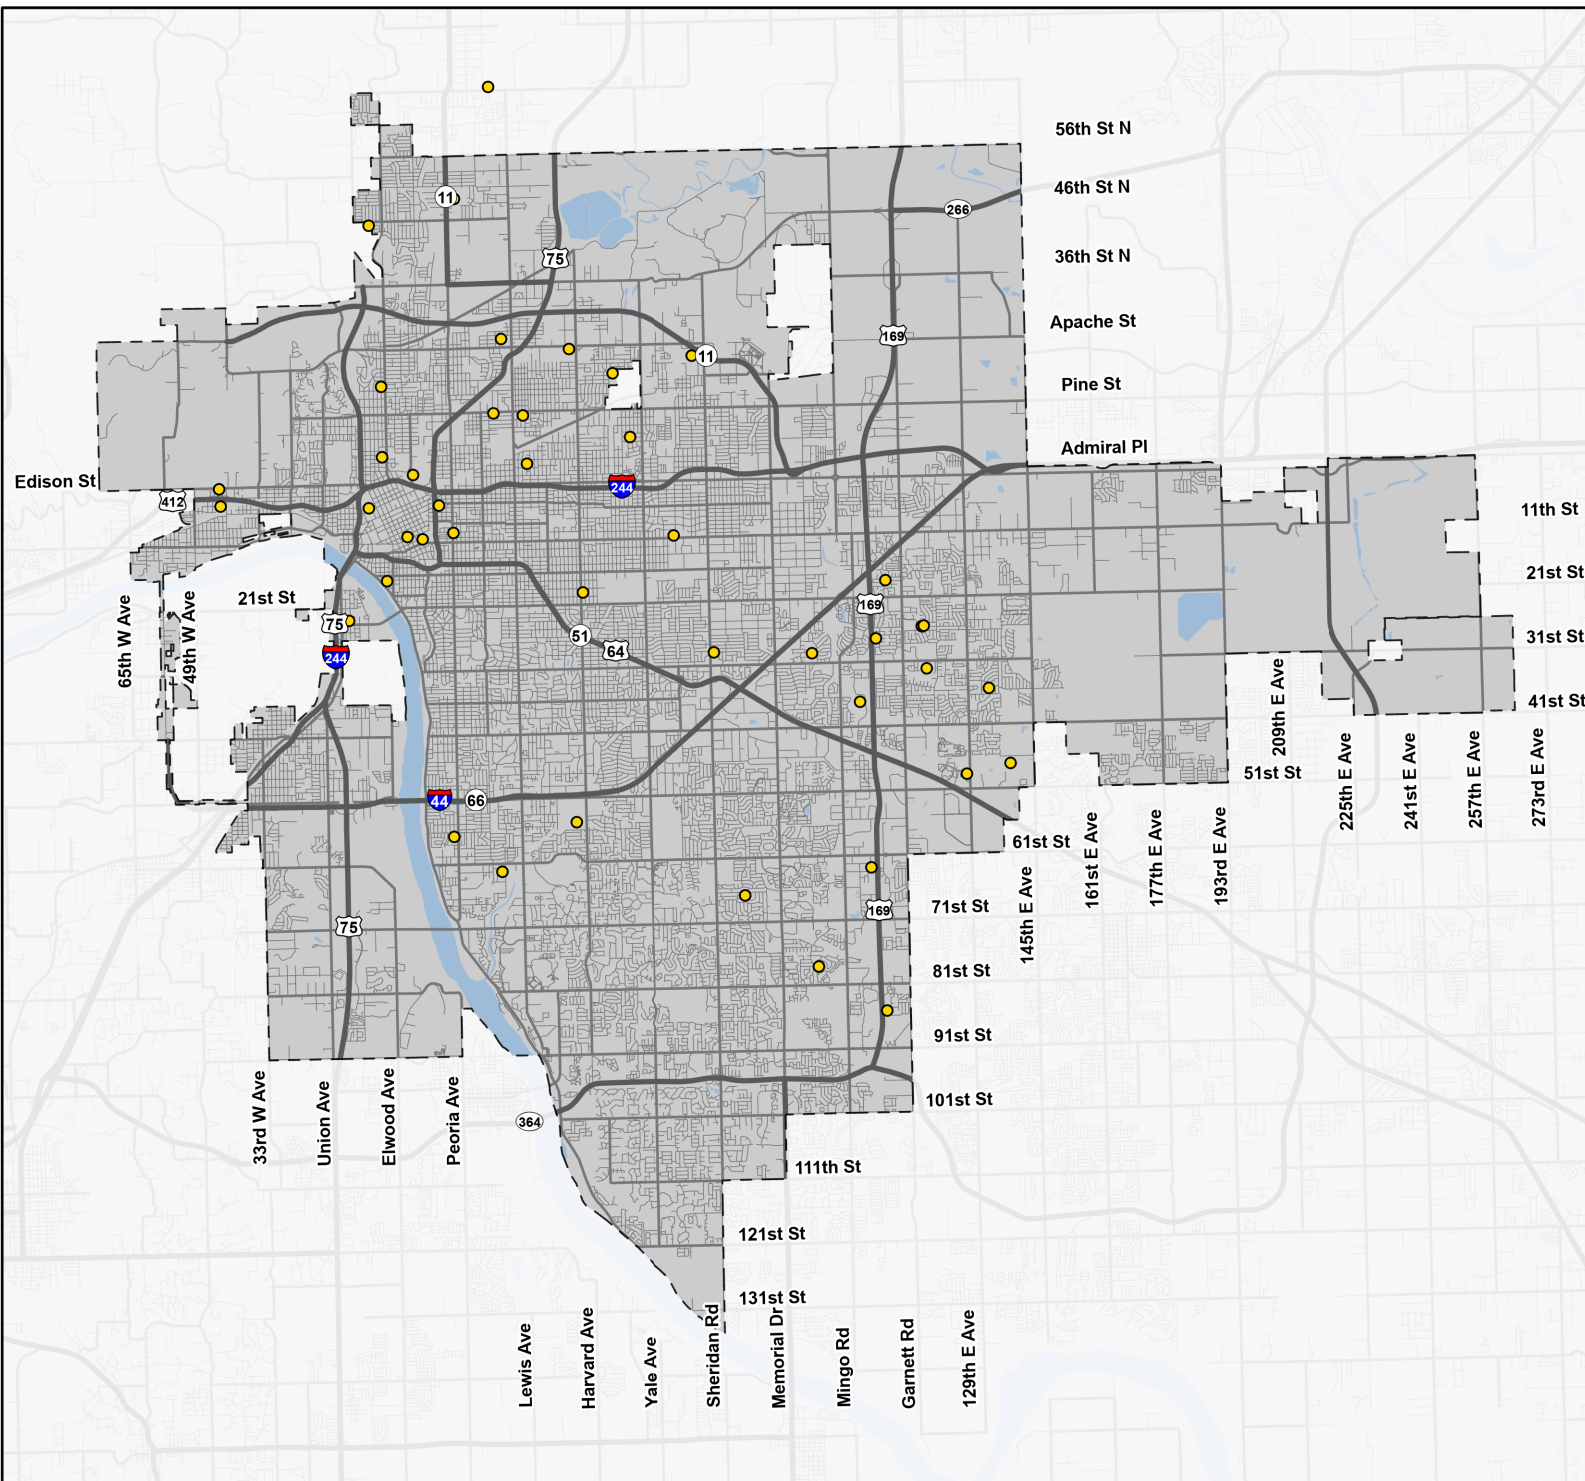 56th St N
46th St N
11
266
36th St N
75
Apache St
169
11
Pine St
Admiral Pl
Edison St
244
412
11th St
21st St
49th W Ave
65th W Ave
21st St
169
75
31st St
51
64
244
209th E Ave
41st St
51st St
225th E Ave
241st E Ave
257th E Ave
273rd E Ave
44
66
61st St
161st E Ave
177th E Ave
193rd E Ave
145th E Ave
71st St
169
75
81st St
91st St
33rd W Ave
Union Ave
Elwood Ave
Peoria Ave
101st St
364
111th St
121st St
131st St
Lewis Ave
Harvard Ave
Yale Ave
Sheridan Rd
Memorial Dr
Mingo Rd
Garnett Rd
129th E Ave